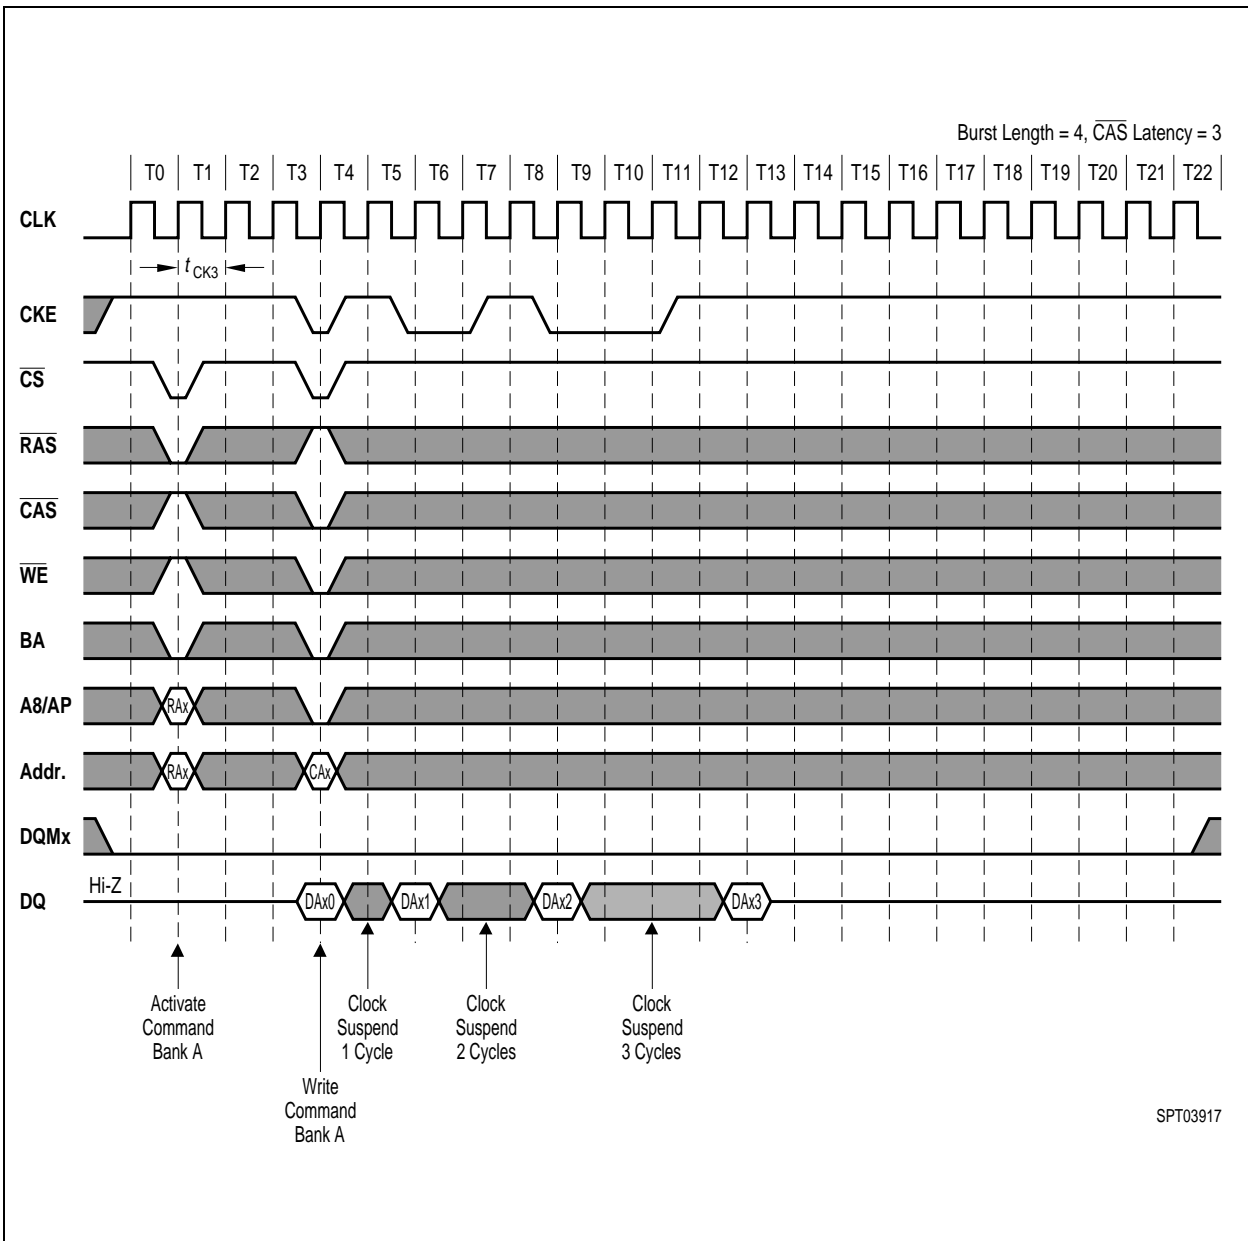 Burst Length = 4, CAS Latency = 3
T0 T1 T2 T3 T4 T5 T6 T7 T8 T9 T10 T11 T12 T13 T14 T15 T16 T17 T18 T19 T20 T21 T22
CLK
t CK3
CKE
CS
RAS
CAS
WE
BA
A8/AP RAx
Addr. RAx CAx
DQMx
Hi-Z
DQ DAx0 DAx1 DAx2 DAx3
Activate
Command
Bank A
Write
Command
Bank A
Clock
Suspend
1 Cycle
Clock
Suspend
2 Cycles
Clock
Suspend
3 Cycles
SPT03917